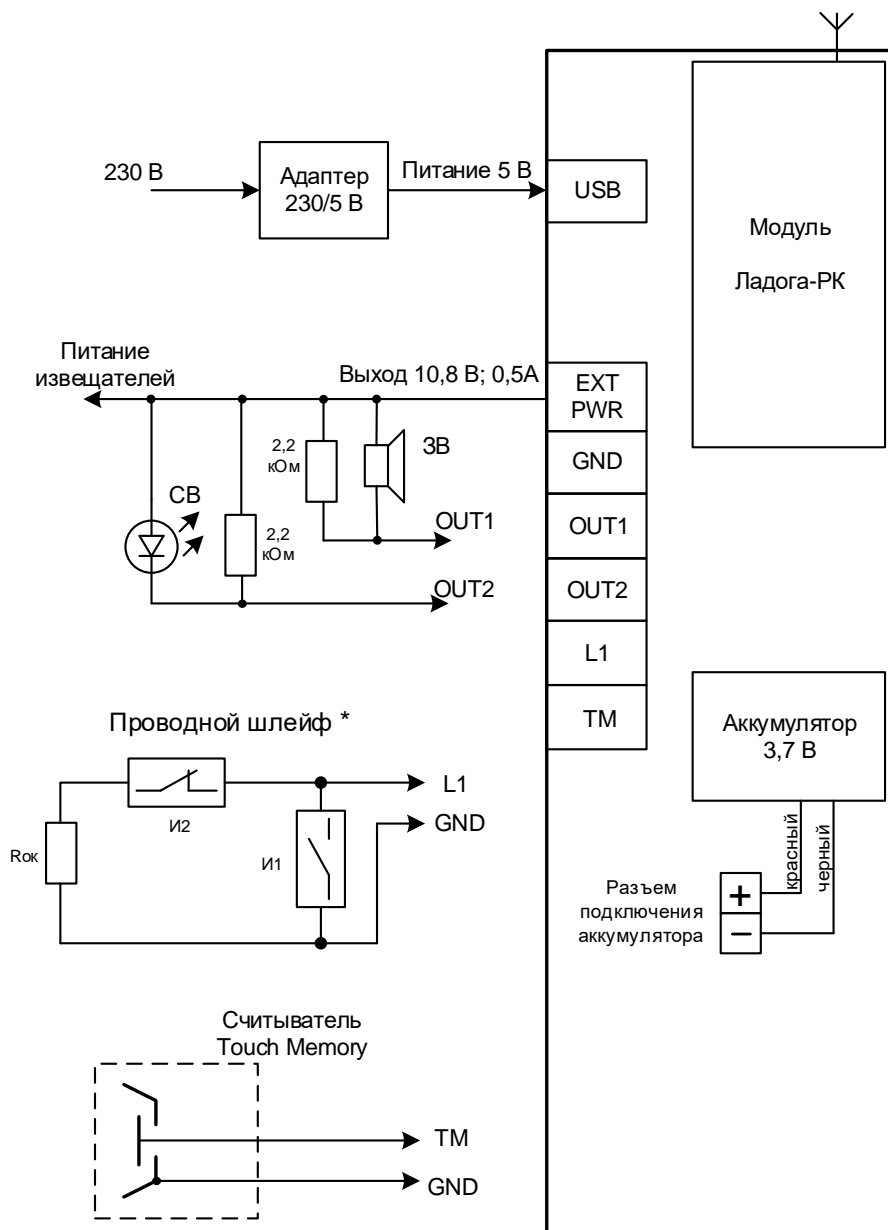 230 В
Адаптер
230/5 В
Питание 5 В
USB
Модуль
Ладога-РК
Питание
извещателей
Выход 10,8 В; 0,5А
EXT
PWR
GND
OUT1
OUT2
L1
TM
2,2
кОм
ЗВ
СВ
2,2
кОм
OUT1
OUT2
Проводной шлейф *
L1
GND
И2
И1
Rок
Аккумулятор
3,7 В
красный
черный
Разъем
подключения
аккумулятора
+
−
Считыватель
Touch Memory
TM
GND